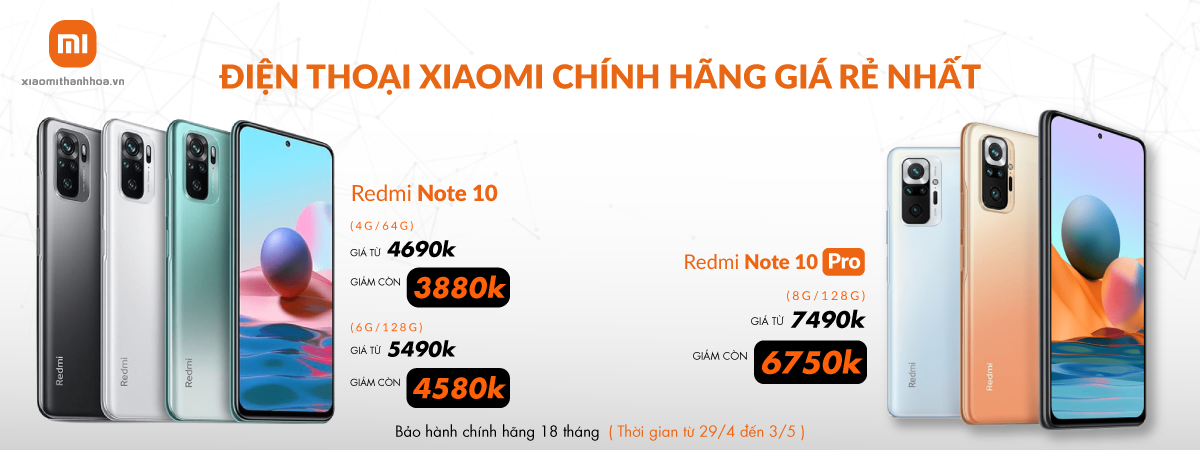 mi
xiaomithanhhoa.vn
ĐIỆN THOẠI XIAOMI CHÍNH HÃNG GIÁ RẺ NHẤT
Redmi Note 10
(4G/64G)
GIÁ TỪ 4690k
GIẢM CÒN 3880k
(6G/128G)
GIÁ TỪ 5490k
GIẢM CÒN 4580k
Redmi Note 10 Pro
(8G/128G)
GIÁ TỪ 7490k
GIẢM CÒN 6750k
Redmi
Redmi
Redmi
Redmi
Redmi
Bảo hành chính hãng 18 tháng ( Thời gian từ 29/4 đến 3/5 )